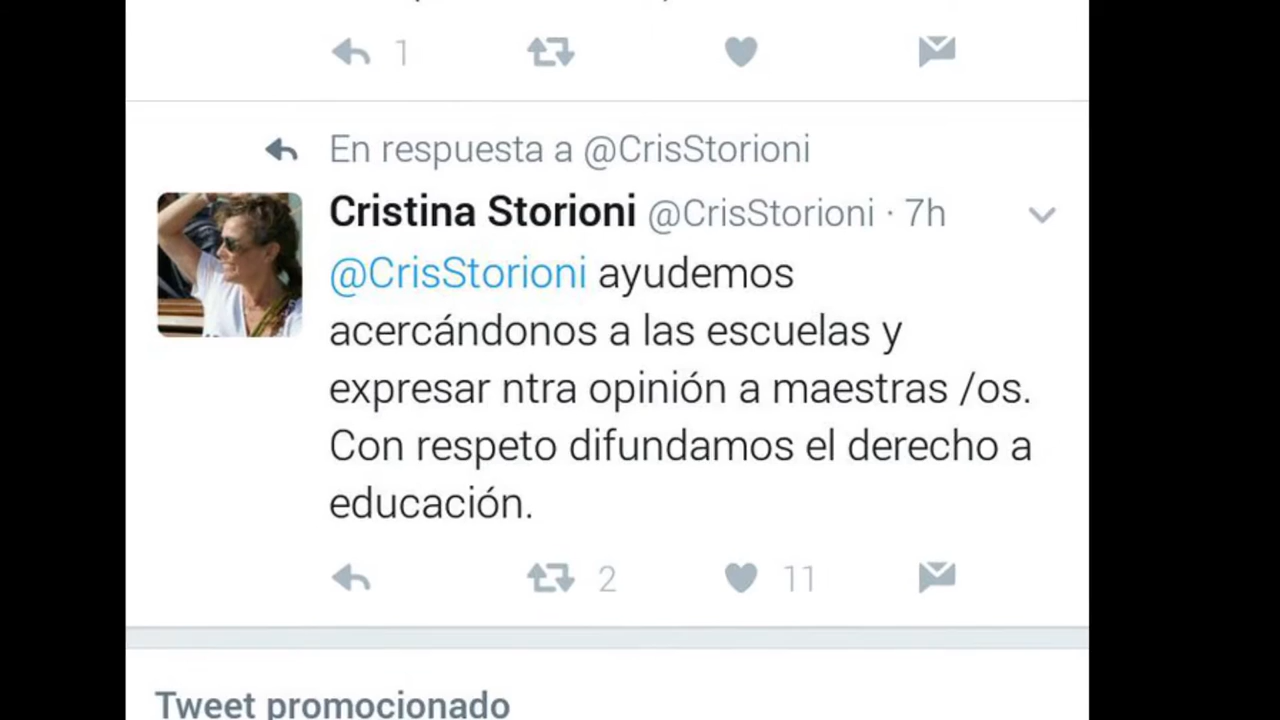 1
En respuesta a @CrisStorioni
Cristina Storioni @CrisStorioni · 7h
@CrisStorioni ayudemos
acercándonos a las escuelas y
expresar ntra opinión a maestras /os.
Con respeto difundamos el derecho a
educación.
2 11
Tweet promocionado